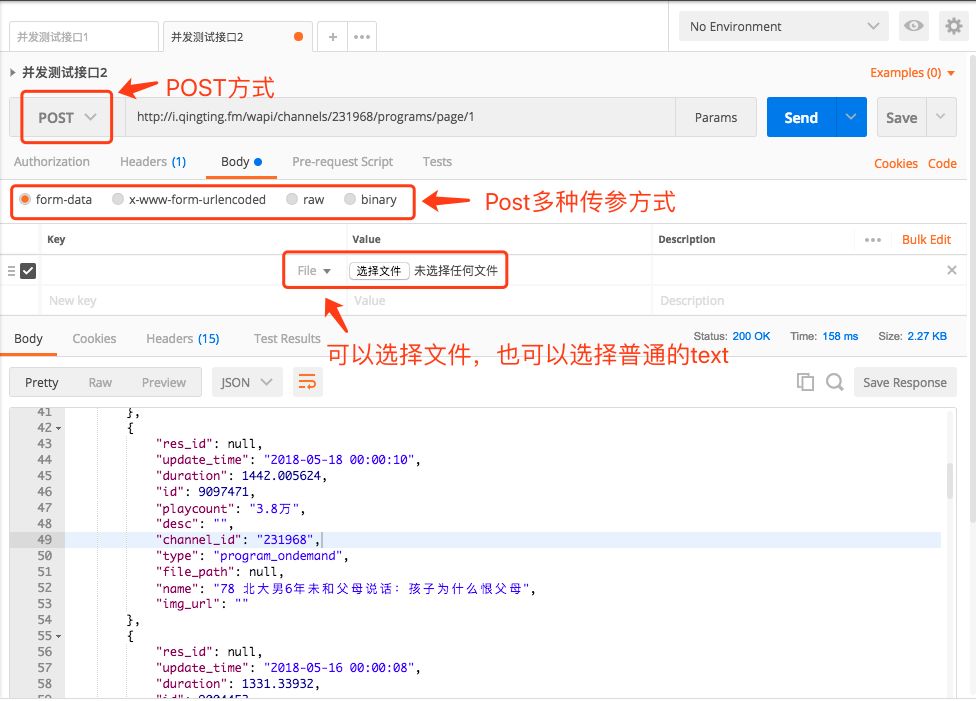 并发测试接口1
并发测试接口2
No Environment
并发测试接口2
Examples (0)
POST方式
POST
http://i.qingting.fm/wapi/channels/231968/programs/page/1
Params
Send
Save
Authorization
Headers (1)
Body
Pre-request Script
Tests
Cookies
Code
form-data
x-www-form-urlencoded
raw
binary
Post多种传参方式
Key
Value
Description
Bulk Edit
File
选择文件
未选择任何文件
New key
Value
Description
Body
Cookies
Headers (15)
Test Results
Status: 200 OK
Time: 158 ms
Size: 2.27 KB
可以选择文件，也可以选择普通的text
Pretty
Raw
Preview
JSON
Save Response
41 },
42 {
43 "res_id": null,
44 "update_time": "2018-05-18 00:00:10",
45 "duration": 1442.005624,
46 "id": 9097471,
47 "playcount": "3.8万",
48 "desc": "",
49 "channel_id": "231968",
50 "type": "program_ondemand",
51 "file_path": null,
52 "name": "78 北大男6年未和父母说话：孩子为什么恨父母",
53 "img_url": ""
54 },
55 {
56 "res_id": null,
57 "update_time": "2018-05-16 00:00:08",
58 "duration": 1331.33932,